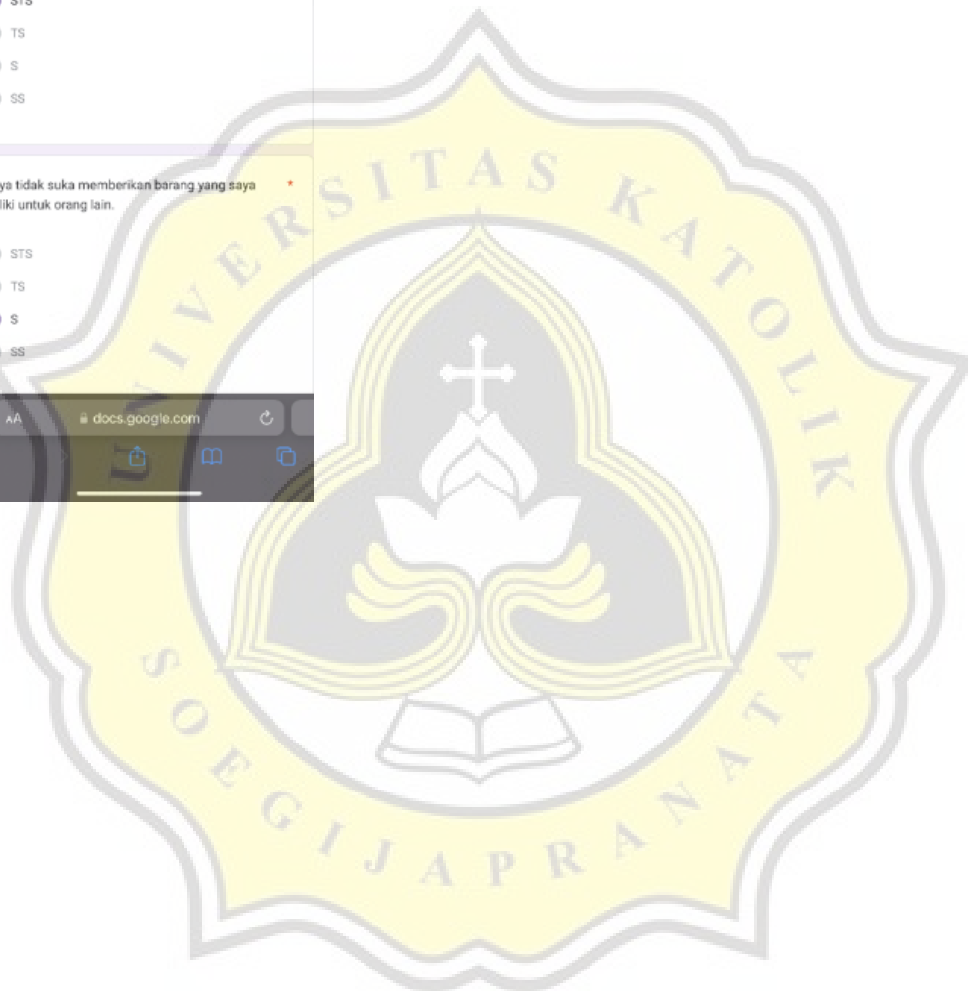 STS
TS
S
SS
ya tidak suka memberikan barang yang saya *
liki untuk orang lain.
STS
TS
S
SS
AA docs.google.com
UNIVERSITAS KATOLIK
SOEGIJAPRANATA